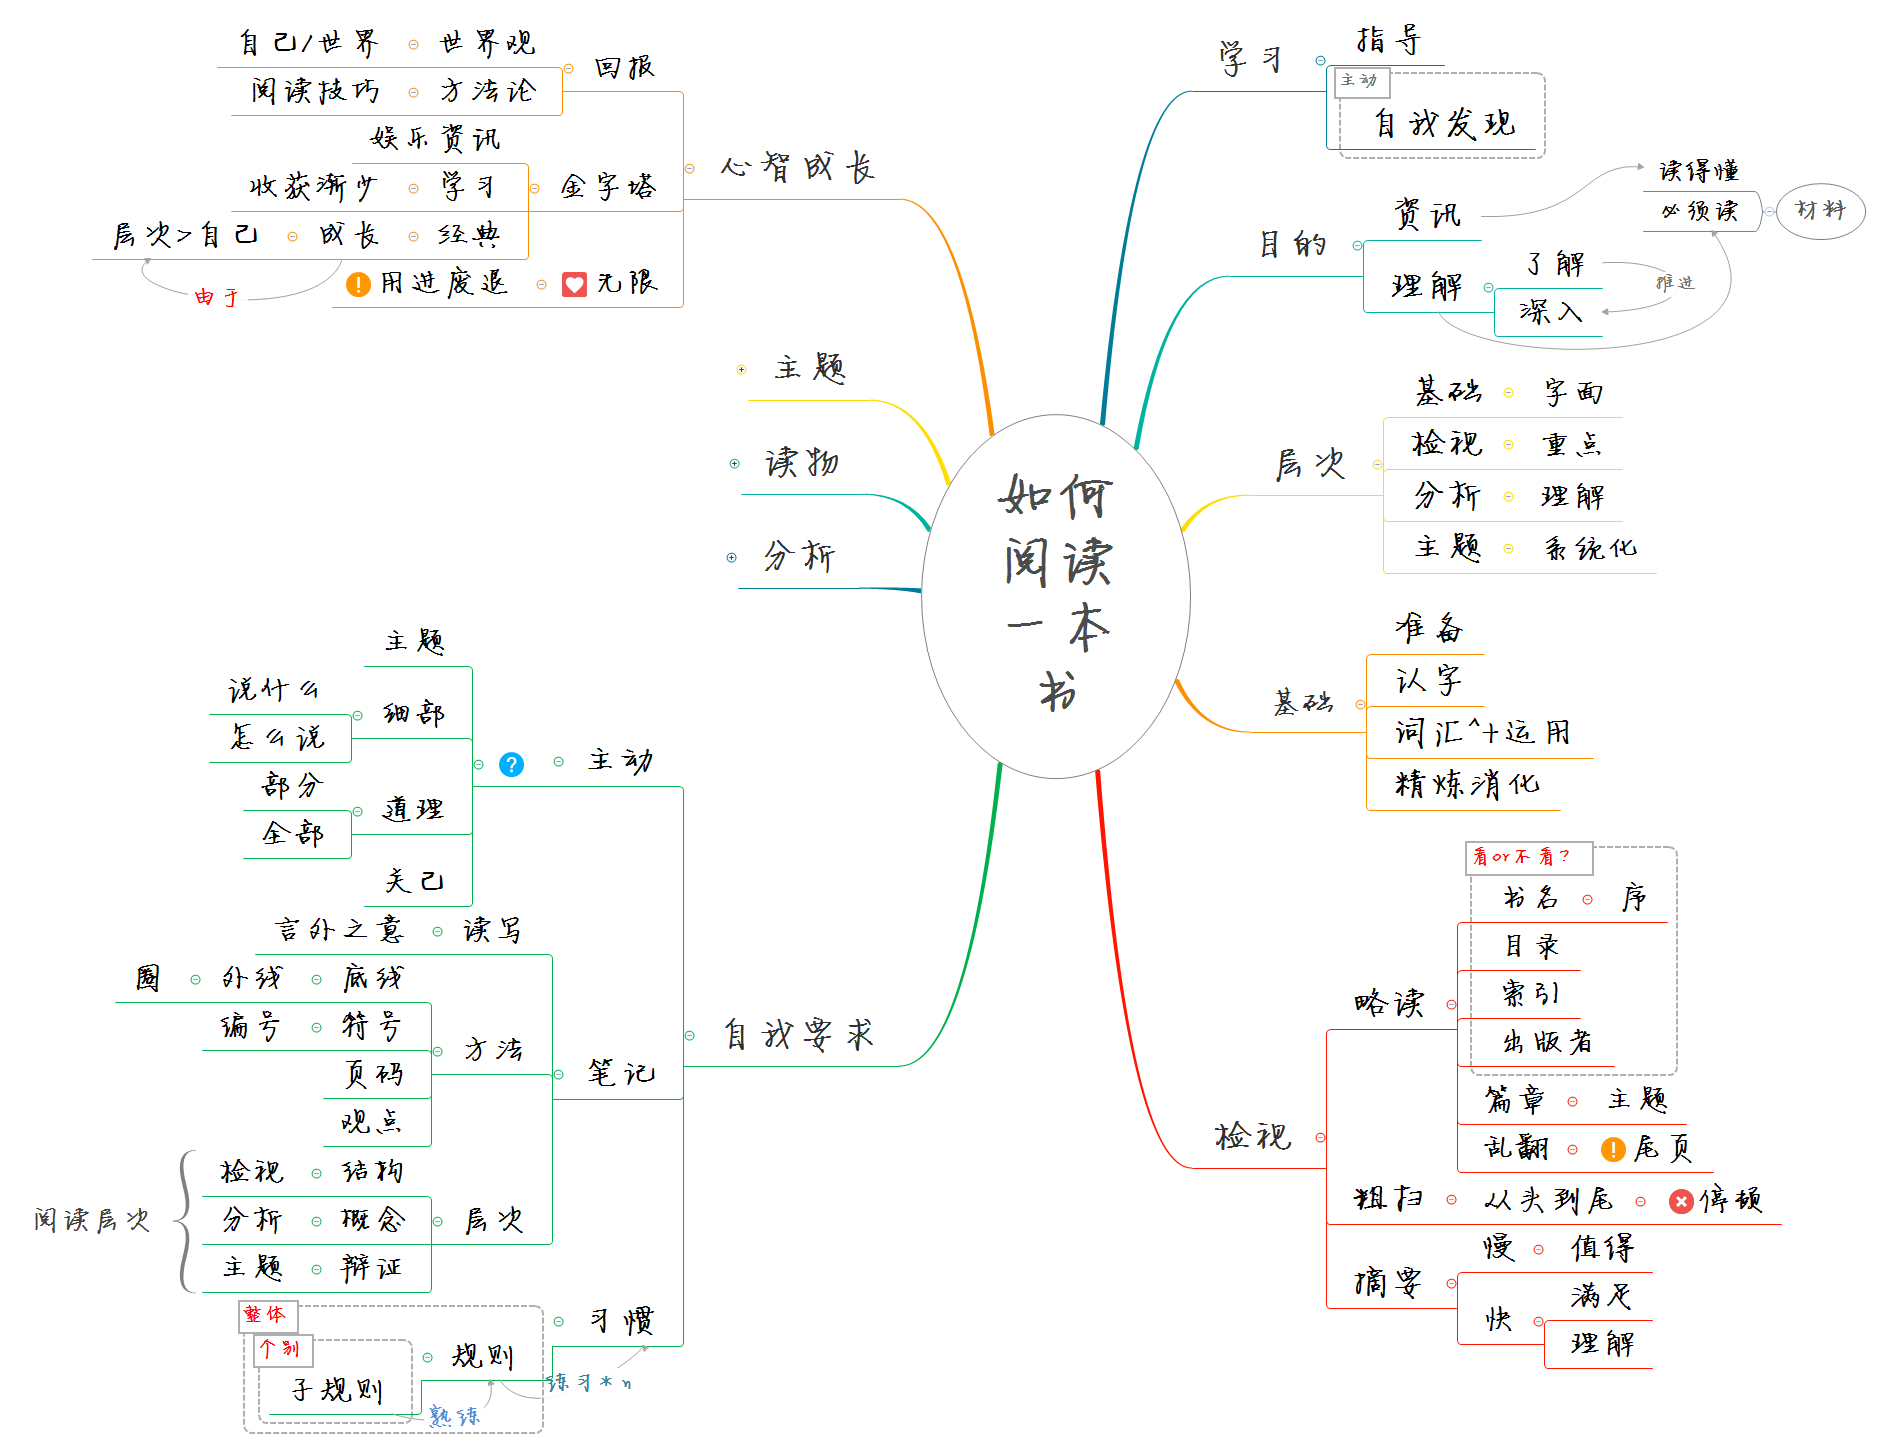 如何
阅读
一本
书
学习
指导
主动
自我发现
目的
资讯
理解
了解
深入
推进
读得懂
必须读
材料
层次
基础
字面
检视
重点
分析
理解
主题
系统化
基础
准备
认字
词汇^+运用
精炼消化
检视
略读
看or不看?
书名
序
目录
索引
出版者
篇章
主题
乱翻
尾页
粗扫
从头到尾
停顿
摘要
慢
值得
快
满足
理解
心智成长
回报
世界观
自己/世界
方法论
阅读技巧
金字塔
娱乐资讯
学习
收获渐少
经典
成长
层次>自己
由于
无限
用进废退
主题
读物
分析
自我要求
主动
?
主题
细部
说什么
怎么说
道理
部分
全部
关己
笔记
读写
言外之意
方法
底线
外线
圈
符号
编号
页码
观点
层次
结构
检视
概念
分析
辩证
主题
阅读层次
习惯
整体
规则
个别
子规则
熟练
练习*n